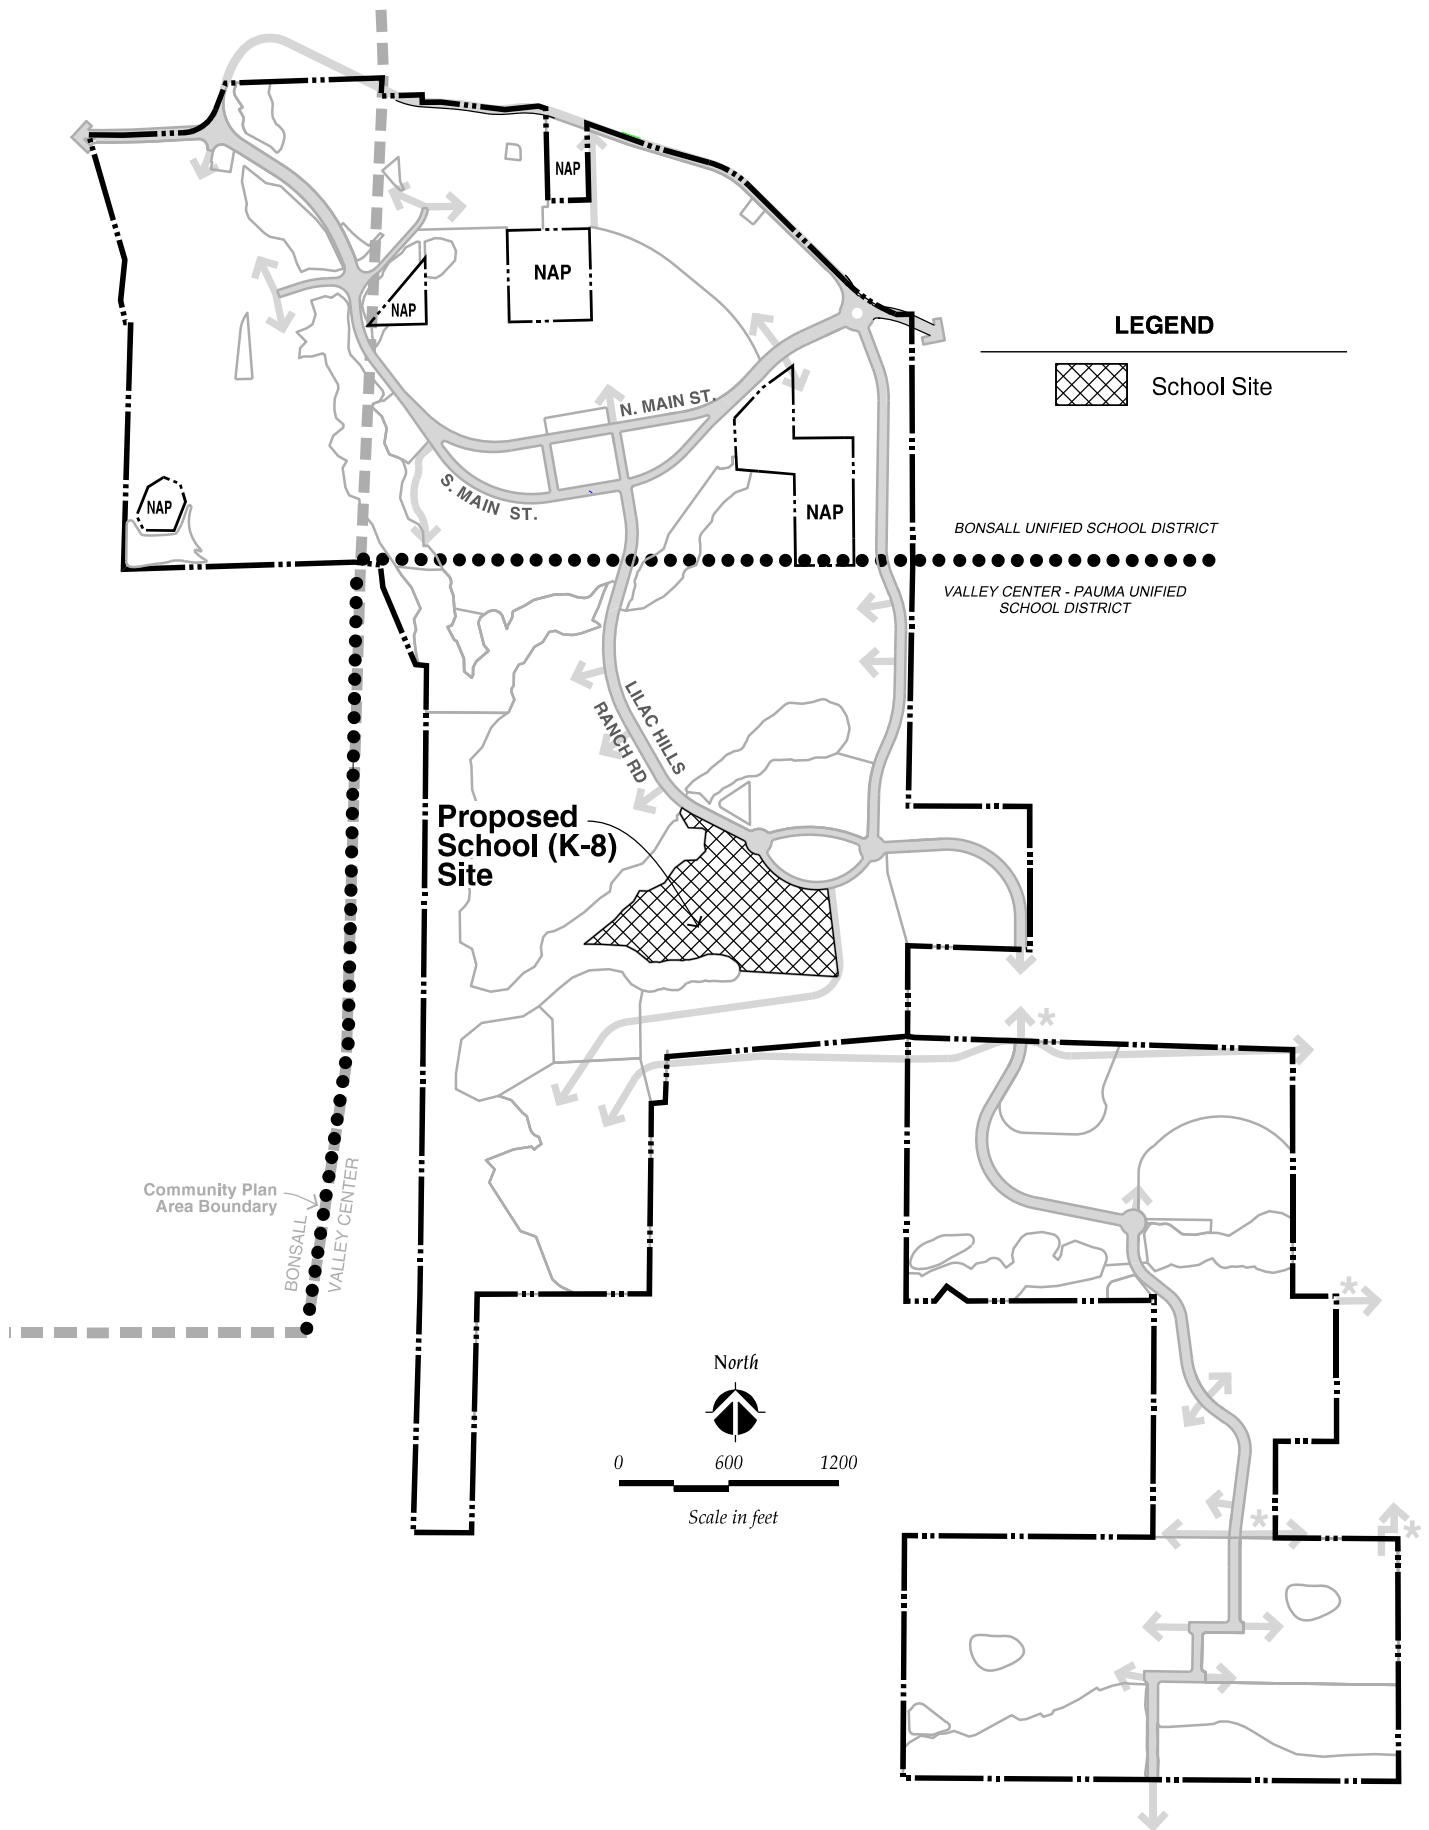 NAP
NAP
NAP
LEGEND
School Site
N. MAIN ST.
S. MAIN ST.
NAP
NAP
BONSALL UNIFIED SCHOOL DISTRICT
VALLEY CENTER - PAUMA UNIFIED
SCHOOL DISTRICT
LILAC HILLS
RANCH RD
Proposed
School (K-8)
Site
*
Community Plan
Area Boundary
BONSALL
VALLEY CENTER
*
North
0 600 1200
Scale in feet
*
*